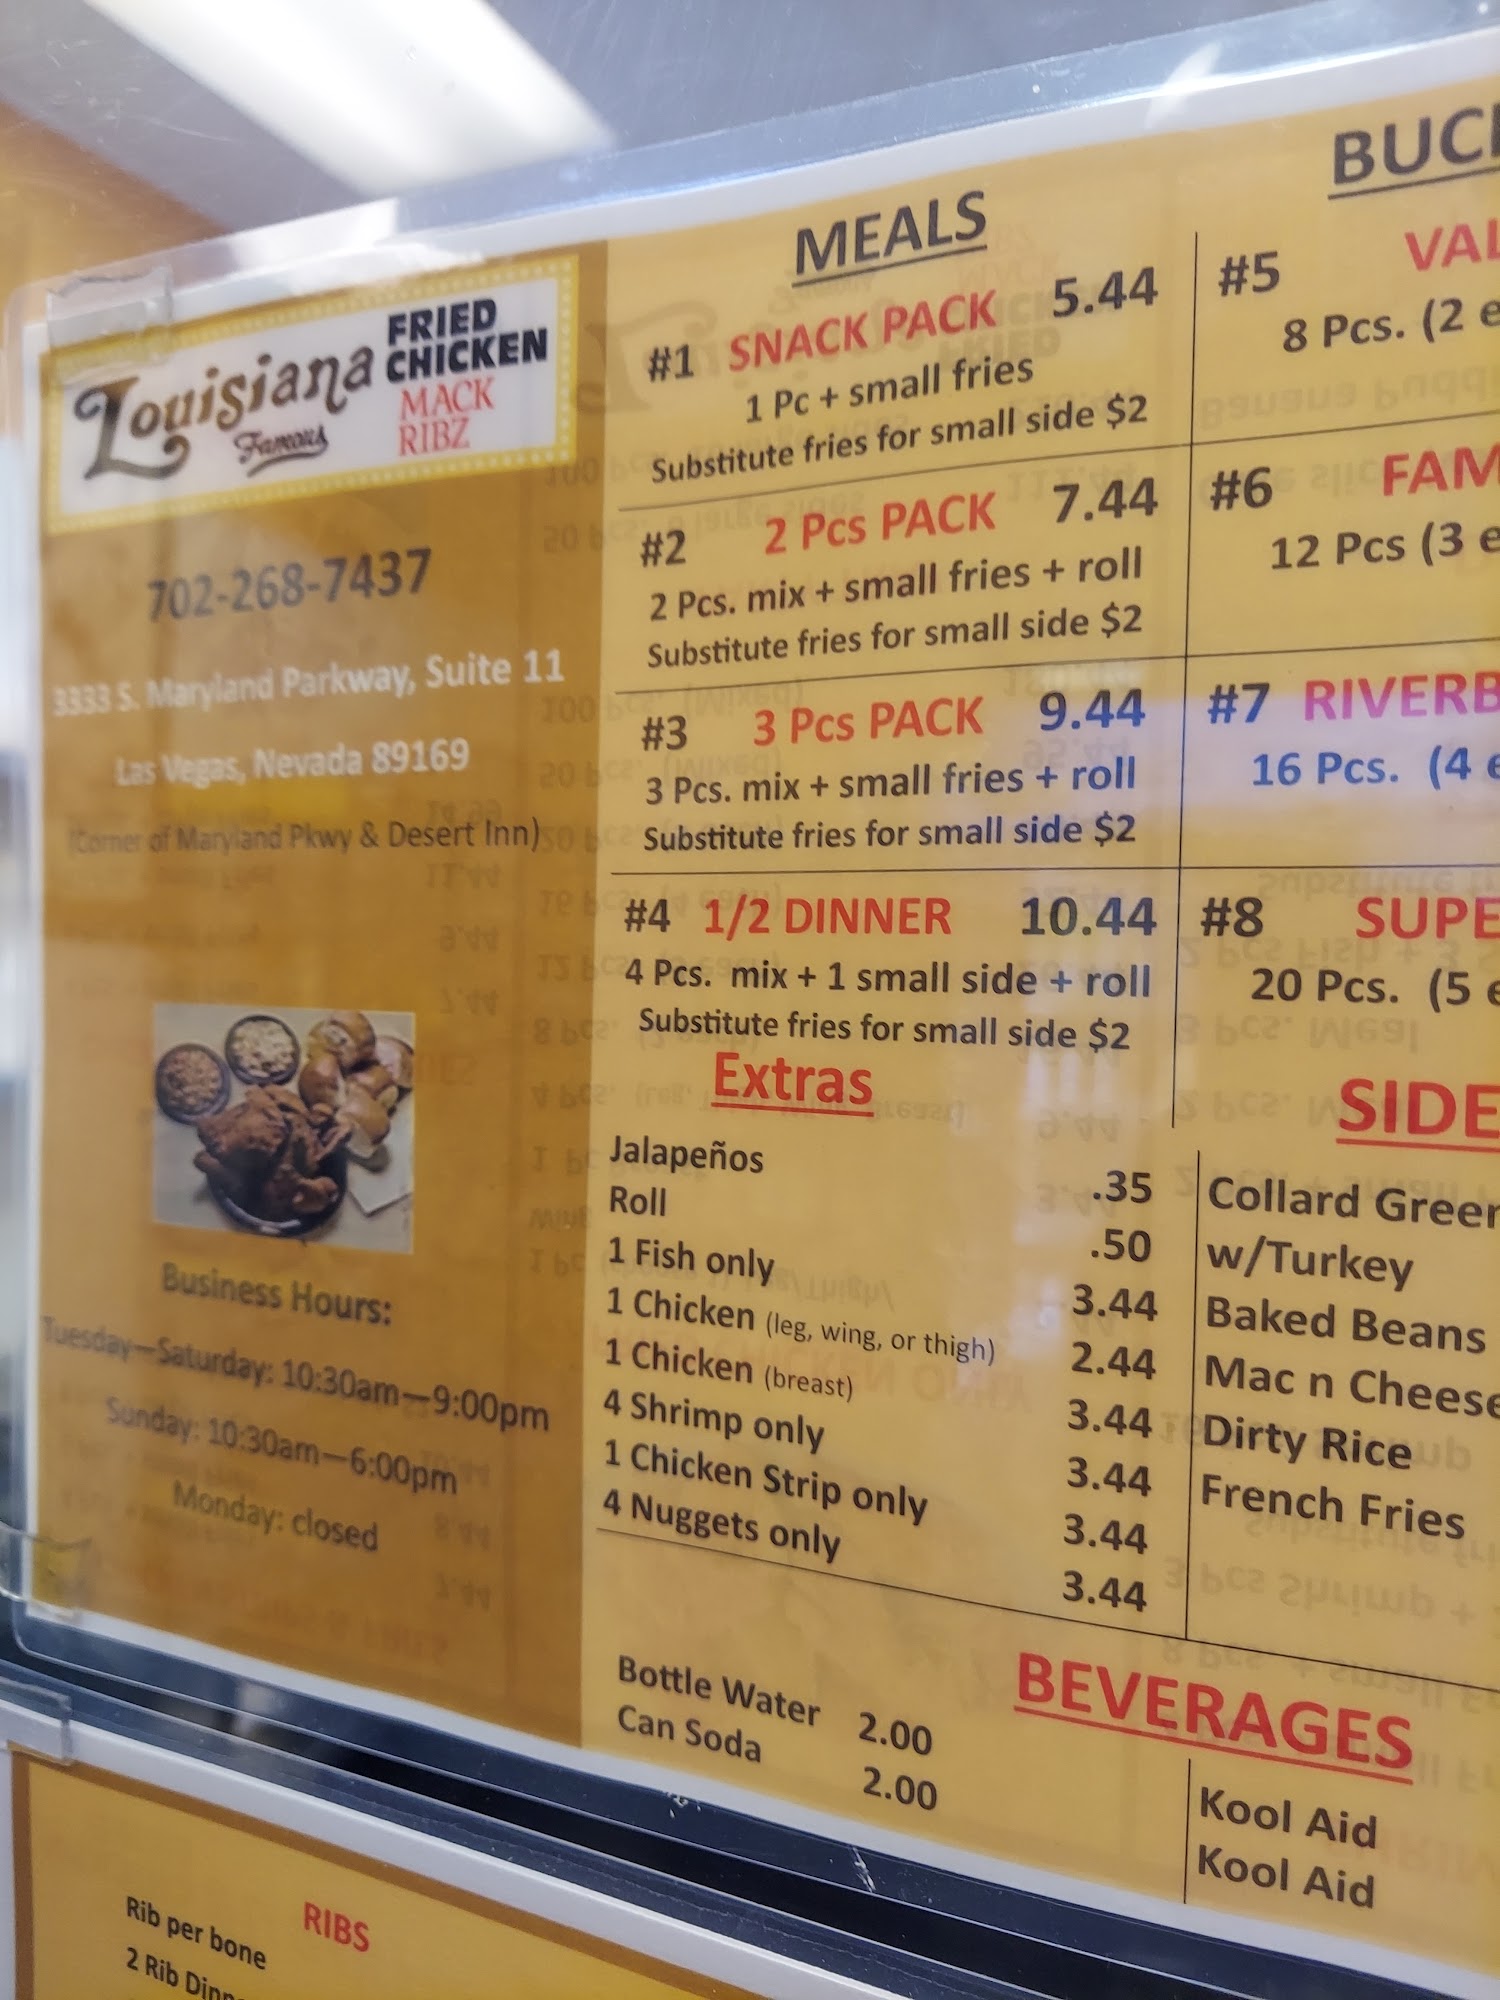 Louisiana
Famous
FRIED
CHICKEN
MACK
RIBZ
702-268-7437
3333 S. Maryland Parkway, Suite 11
Las Vegas, Nevada 89169
(Corner of Maryland Pkwy & Desert Inn)
Business Hours:
Tuesday—Saturday: 10:30am—9:00pm
Sunday: 10:30am—6:00pm
Monday: closed
MEALS
#1 SNACK PACK 5.44
1 Pc + small fries
Substitute fries for small side $2
#2 2 Pcs PACK 7.44
2 Pcs. mix + small fries + roll
Substitute fries for small side $2
#3 3 Pcs PACK 9.44
3 Pcs. mix + small fries + roll
Substitute fries for small side $2
#4 1/2 DINNER 10.44
4 Pcs. mix + 1 small side + roll
Substitute fries for small side $2
Extras
Jalapeños .35
Roll .50
1 Fish only 3.44
1 Chicken (leg, wing, or thigh) 2.44
1 Chicken (breast) 3.44
4 Shrimp only 3.44
1 Chicken Strip only 3.44
4 Nuggets only 3.44
BUC
#5 VAL
8 Pcs. (2 e
#6 FAM
12 Pcs (3 e
#7 RIVERB
16 Pcs. (4 e
#8 SUPE
20 Pcs. (5 e
SIDE
Collard Green
w/Turkey
Baked Beans
Mac n Cheese
Dirty Rice
French Fries
BEVERAGES
Bottle Water 2.00
Can Soda 2.00
Kool Aid
Kool Aid
RIBS
Rib per bone
2 Rib Dinn